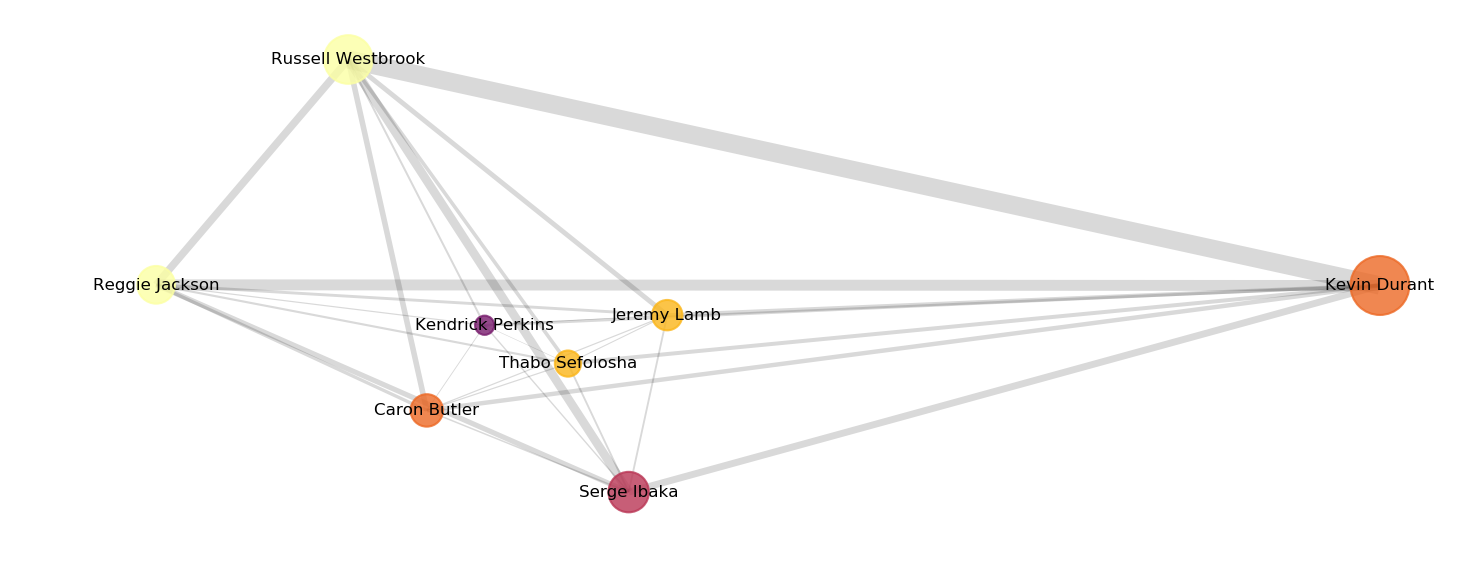 Russell Westbrook
Reggie Jackson
Kevin Durant
Jeremy Lamb
Kendrick Perkins
Thabo Sefolosha
Caron Butler
Serge Ibaka